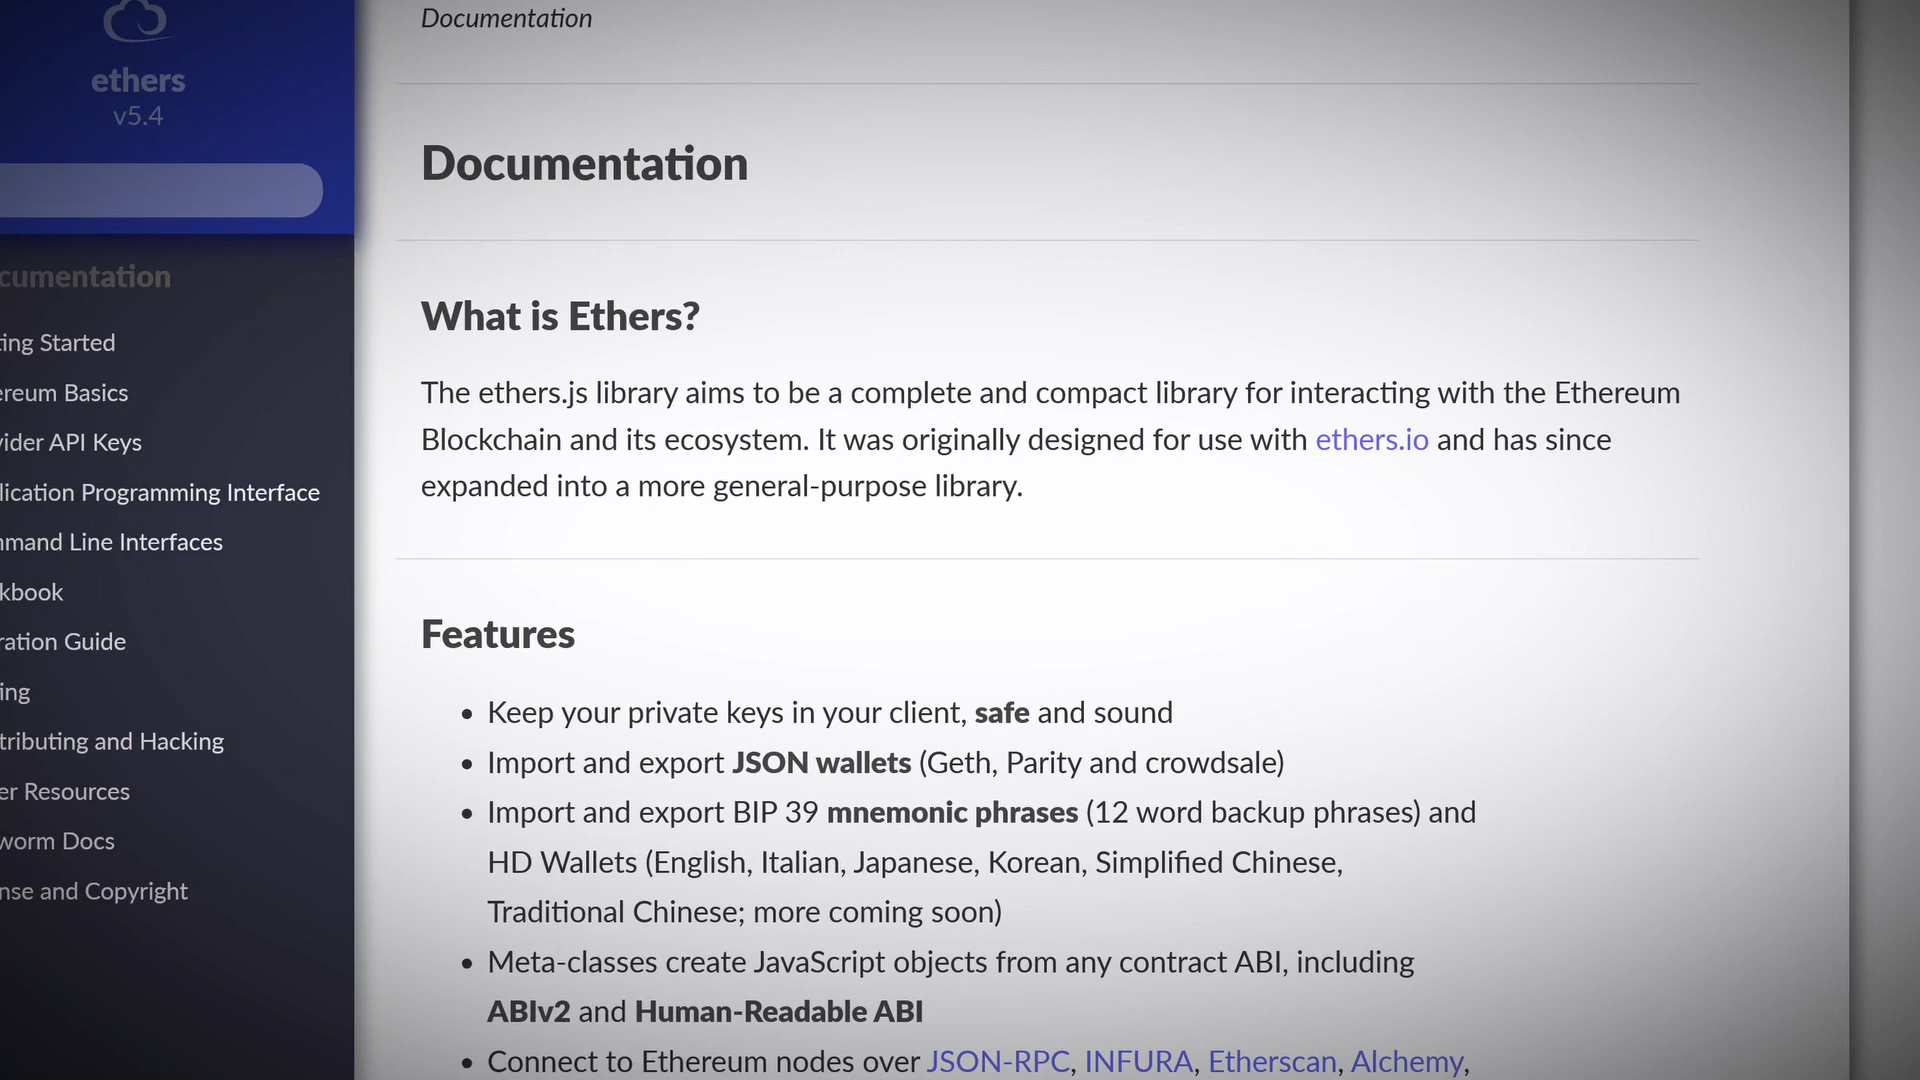 ethers
v5.4
cumentation
ing Started
ereum Basics
vider API Keys
lication Programming Interface
mmand Line Interfaces
kbook
ration Guide
ing
tributing and Hacking
er Resources
worm Docs
nse and Copyright
Documentation
Documentation
What is Ethers?
The ethers.js library aims to be a complete and compact library for interacting with the Ethereum
Blockchain and its ecosystem. It was originally designed for use with ethers.io and has since
expanded into a more general-purpose library.
Features
• Keep your private keys in your client, safe and sound
• Import and export JSON wallets (Geth, Parity and crowdsale)
• Import and export BIP 39 mnemonic phrases (12 word backup phrases) and
HD Wallets (English, Italian, Japanese, Korean, Simplified Chinese,
Traditional Chinese; more coming soon)
• Meta-classes create JavaScript objects from any contract ABI, including
ABIv2 and Human-Readable ABI
• Connect to Ethereum nodes over JSON-RPC, INFURA, Etherscan, Alchemy,